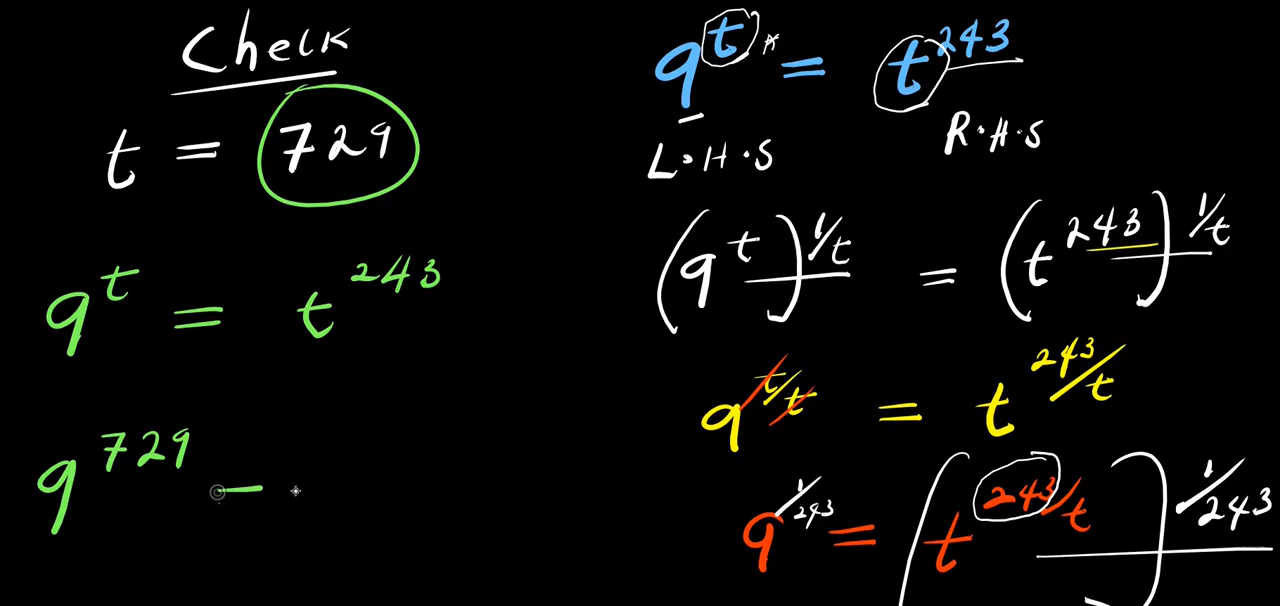 Check
t = 729
9^t = t^243
9^729 –
9^t = t^243
L.H.S R.H.S
(9^t)^1/t = (t^243)^1/t
9^t/t = t^243/t
9^1/243 = (t^243/t)^1/243